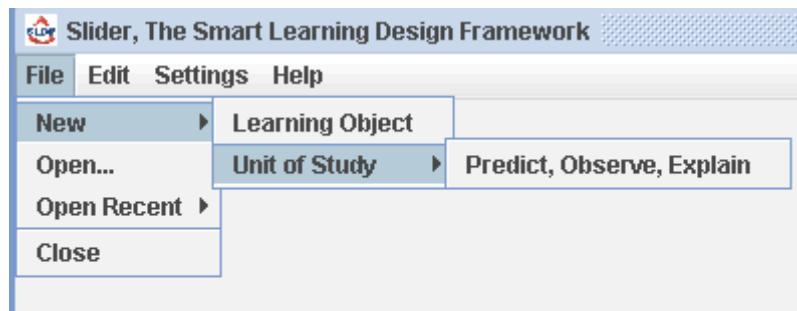 Slider, The Smart Learning Design Framework
File Edit Settings Help
New Learning Object
Open... Unit of Study Predict, Observe, Explain
Open Recent
Close